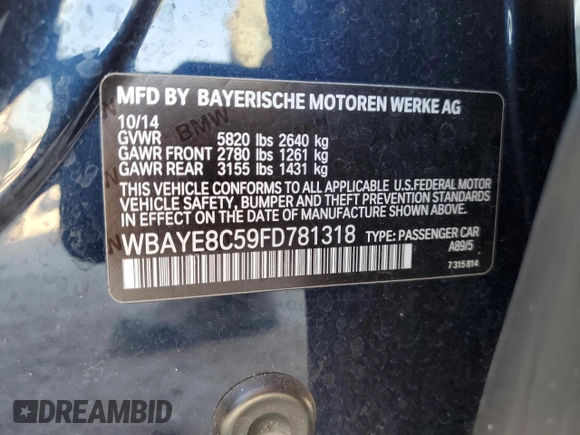 MFD BY BAYERISCHE MOTOREN WERKE AG
10/14
GVWR 5820 lbs 2640 kg
GAWR FRONT 2780 lbs 1261 kg
GAWR REAR 3155 lbs 1431 kg
BMW
THIS VEHICLE CONFORMS TO ALL APPLICABLE U.S.FEDERAL MOTOR
VEHICLE SAFETY, BUMPER, AND THEFT PREVENTION STANDARDS
IN EFFECT ON THE DATE OF MANUFACTURE SHOWN ABOVE.
WBAYE8C59FD781318 TYPE: PASSENGER CAR
A89/5
7315814
DREAMBID